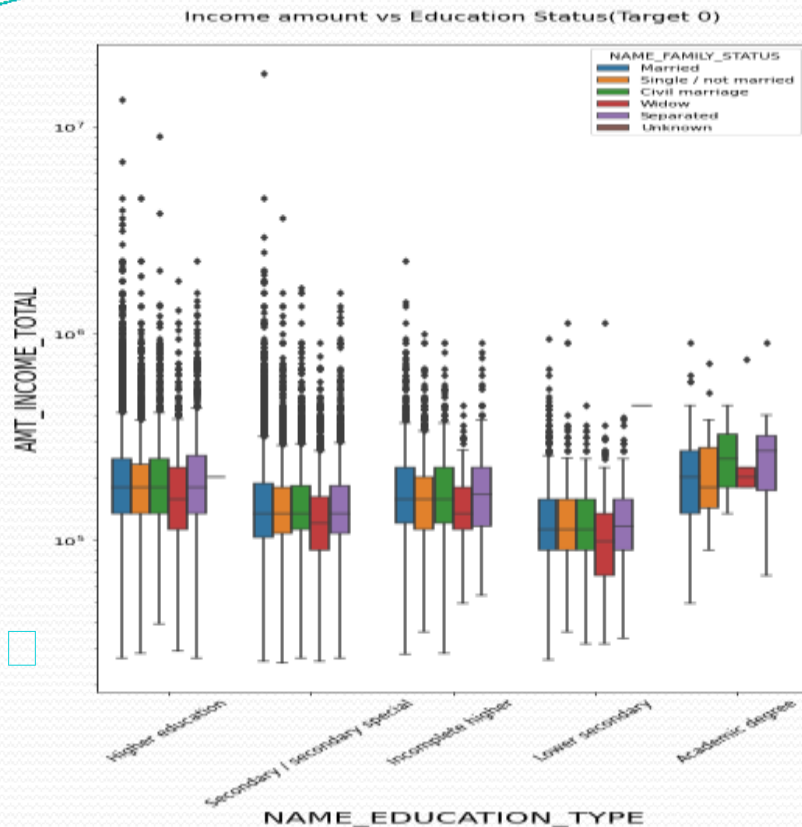 Income amount vs Education Status(Target 0)
NAME_FAMILY_STATUS
Married
Single / not married
Civil marriage
Widow
Separated
Unknown
10⁷
10⁶
10⁵
AMT_INCOME_TOTAL
Higher education
Secondary / secondary special
Incomplete higher
Lower secondary
Academic degree
NAME_EDUCATION_TYPE